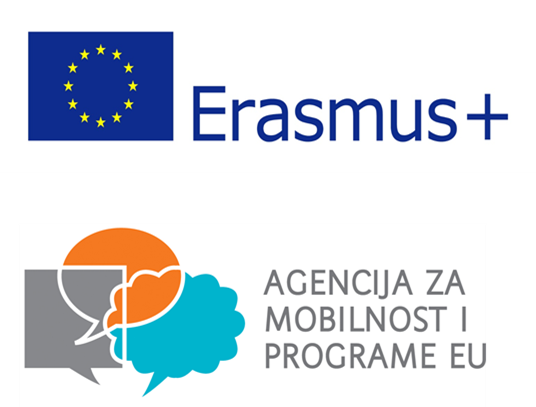 Erasmus+
AGENCIJA ZA
MOBILNOST I
PROGRAME EU